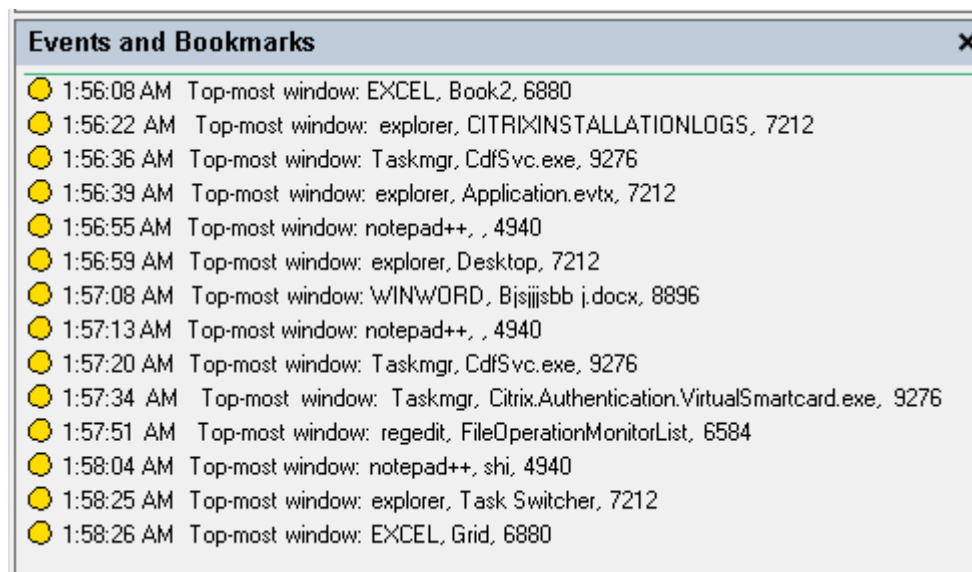 Events and Bookmarks
1:56:08 AM Top-most window: EXCEL, Book2, 6880
1:56:22 AM Top-most window: explorer, CITRIXINSTALLATIONLOGS, 7212
1:56:36 AM Top-most window: Taskmgr, CdfSvc.exe, 9276
1:56:39 AM Top-most window: explorer, Application.evtx, 7212
1:56:55 AM Top-most window: notepad++, , 4940
1:56:59 AM Top-most window: explorer, Desktop, 7212
1:57:08 AM Top-most window: WINWORD, Bjsjjjsbb j.docx, 8896
1:57:13 AM Top-most window: notepad++, , 4940
1:57:20 AM Top-most window: Taskmgr, CdfSvc.exe, 9276
1:57:34 AM Top-most window: Taskmgr, Citrix.Authentication.VirtualSmartcard.exe, 9276
1:57:51 AM Top-most window: regedit, FileOperationMonitorList, 6584
1:58:04 AM Top-most window: notepad++, shi, 4940
1:58:25 AM Top-most window: explorer, Task Switcher, 7212
1:58:26 AM Top-most window: EXCEL, Grid, 6880